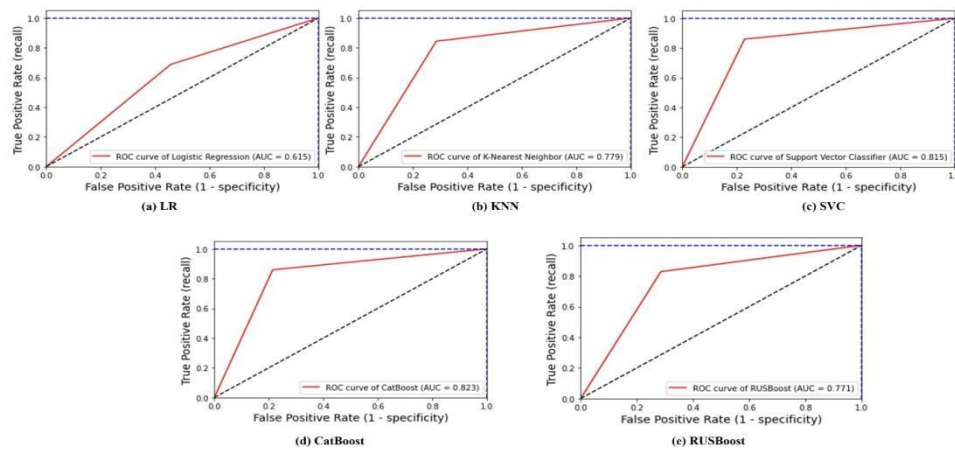 1.0
0.8
0.6
0.4
0.2
0.0
True Positive Rate (recall)
ROC curve of Logistic Regression (AUC = 0.615)
0.0 0.2 0.4 0.6 0.8 1.0
False Positive Rate (1 - specificity)
(a) LR
1.0
0.8
0.6
0.4
0.2
0.0
True Positive Rate (recall)
ROC curve of K-Nearest Neighbor (AUC = 0.779)
0.0 0.2 0.4 0.6 0.8 1.0
False Positive Rate (1 - specificity)
(b) KNN
1.0
0.8
0.6
0.4
0.2
0.0
True Positive Rate (recall)
ROC curve of Support Vector Classifier (AUC = 0.815)
0.0 0.2 0.4 0.6 0.8 1.0
False Positive Rate (1 - specificity)
(c) SVC
1.0
0.8
0.6
0.4
0.2
0.0
True Positive Rate (recall)
ROC curve of CatBoost (AUC = 0.823)
0.0 0.2 0.4 0.6 0.8 1.0
False Positive Rate (1 - specificity)
(d) CatBoost
1.0
0.8
0.6
0.4
0.2
0.0
True Positive Rate (recall)
ROC curve of RUSBoost (AUC = 0.771)
0.0 0.2 0.4 0.6 0.8 1.0
False Positive Rate (1 - specificity)
(e) RUSBoost